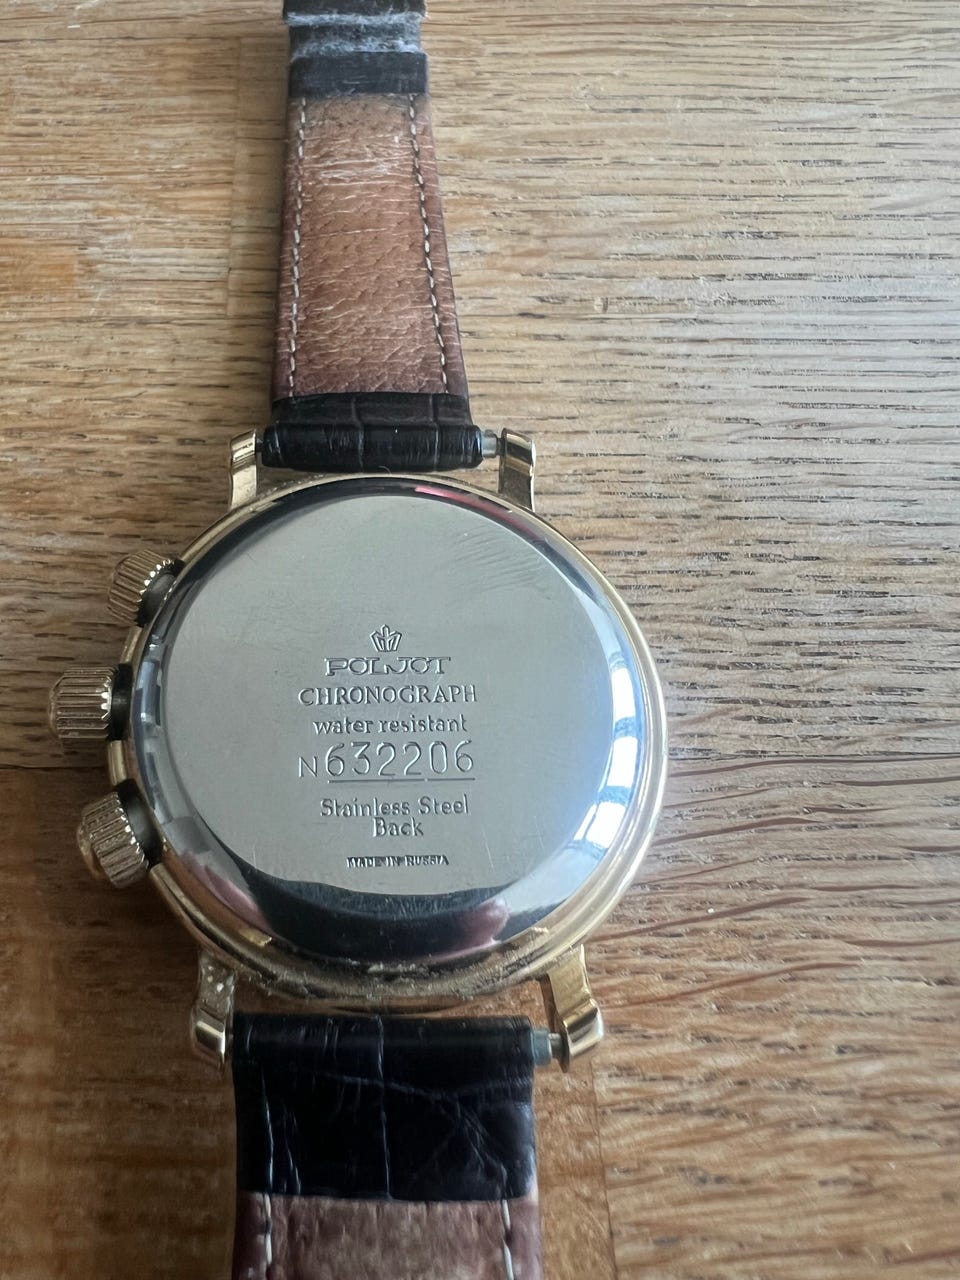 POLJOT
CHRONOGRAPH
water resistant
N632206
Stainless Steel
Back
MADE IN RUSSIA